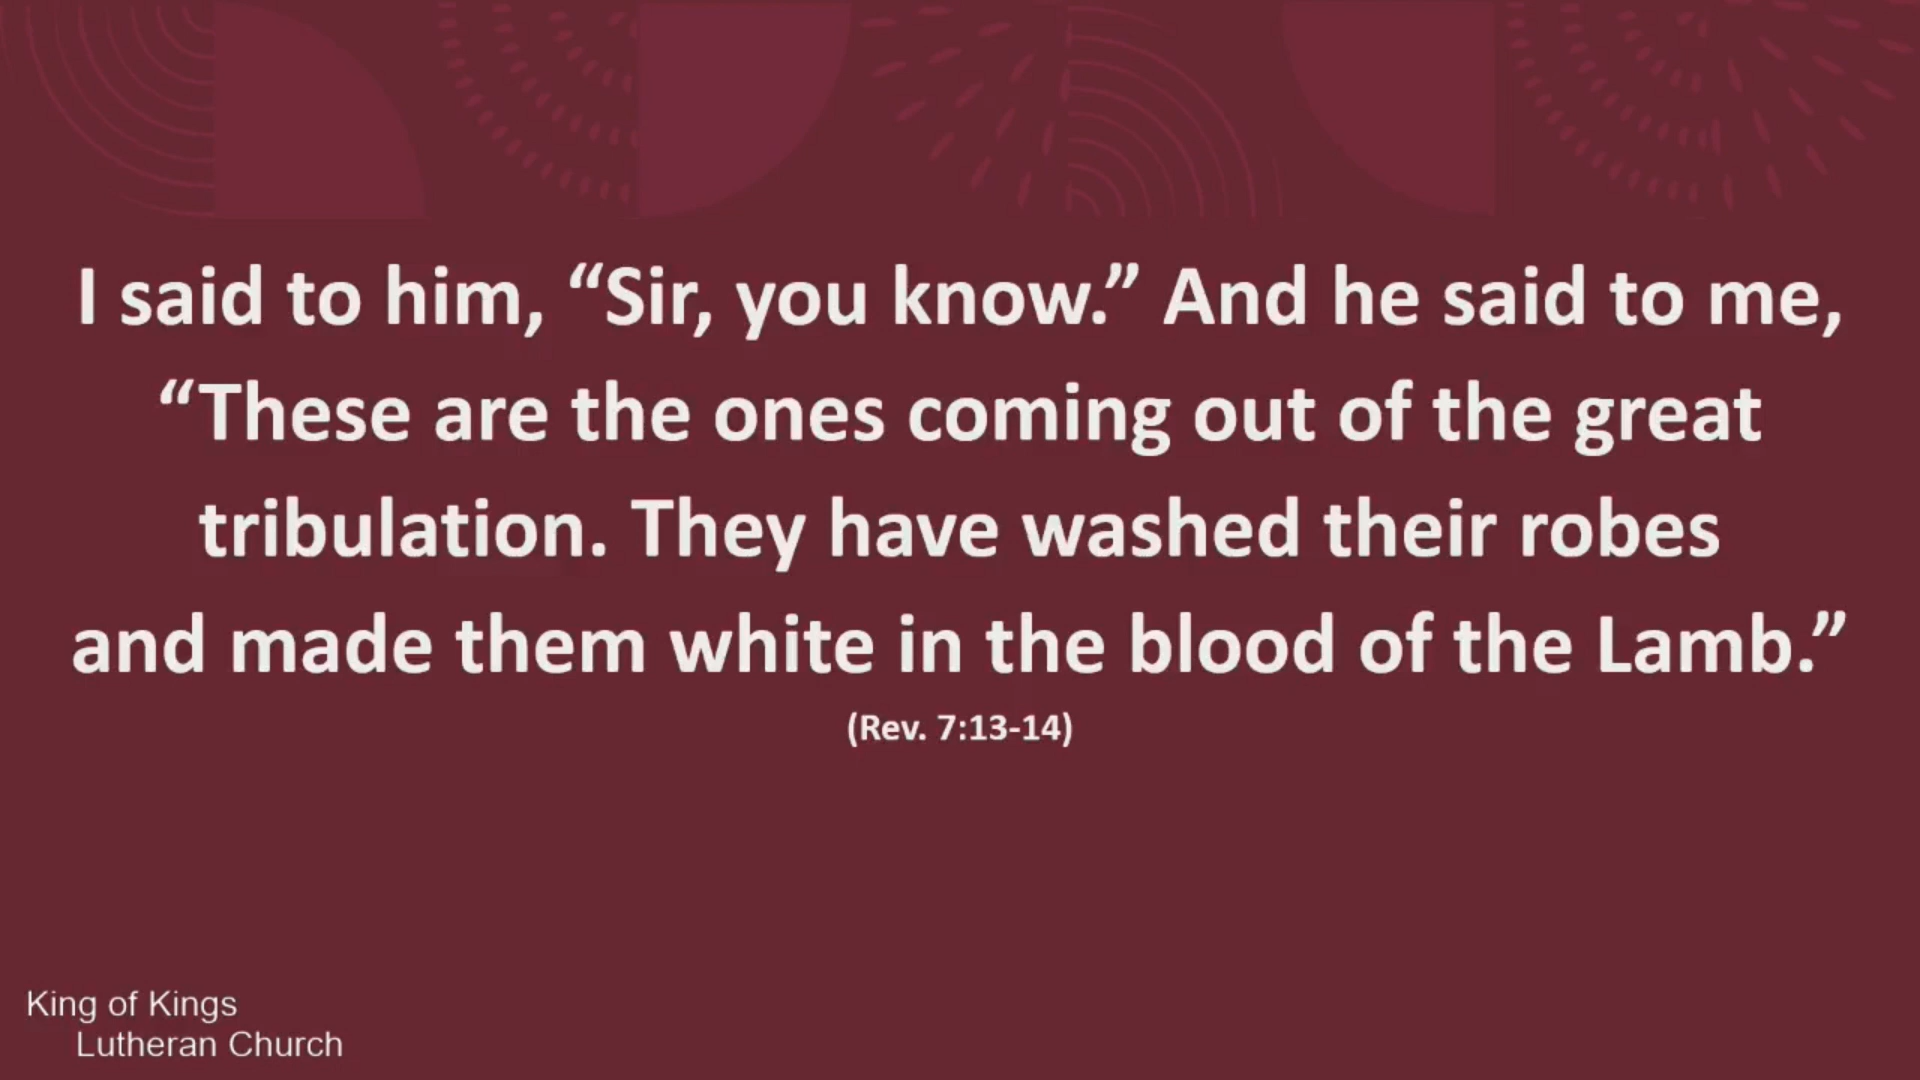 I said to him, “Sir, you know.” And he said to me,
“These are the ones coming out of the great
tribulation. They have washed their robes
and made them white in the blood of the Lamb.”
(Rev. 7:13-14)
King of Kings
Lutheran Church